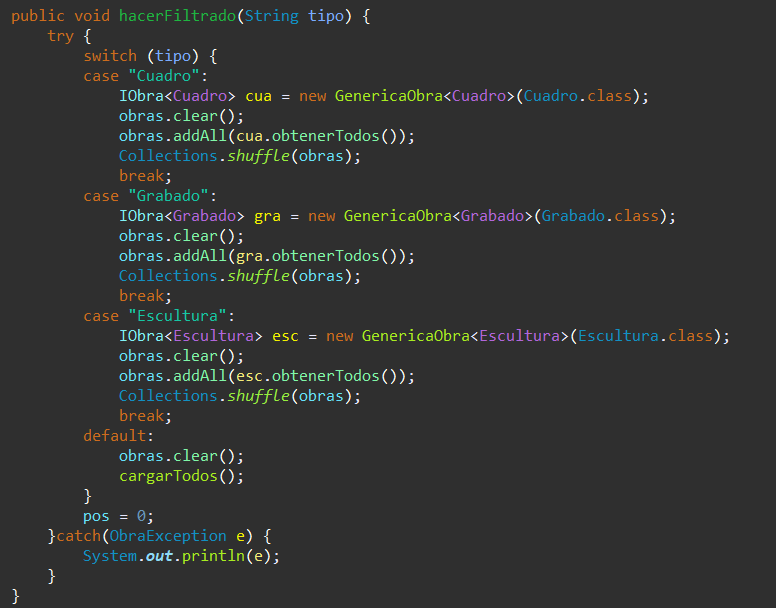 public void hacerFiltrado(String tipo) {
    try {
        switch (tipo) {
        case "Cuadro":
            IObra<Cuadro> cua = new GenericaObra<Cuadro>(Cuadro.class);
            obras.clear();
            obras.addAll(cua.obtenerTodos());
            Collections.shuffle(obras);
            break;
        case "Grabado":
            IObra<Grabado> gra = new GenericaObra<Grabado>(Grabado.class);
            obras.clear();
            obras.addAll(gra.obtenerTodos());
            Collections.shuffle(obras);
            break;
        case "Escultura":
            IObra<Escultura> esc = new GenericaObra<Escultura>(Escultura.class);
            obras.clear();
            obras.addAll(esc.obtenerTodos());
            Collections.shuffle(obras);
            break;
        default:
            obras.clear();
            cargarTodos();
        }
        pos = 0;
    }catch(ObraException e) {
        System.out.println(e);
    }
}